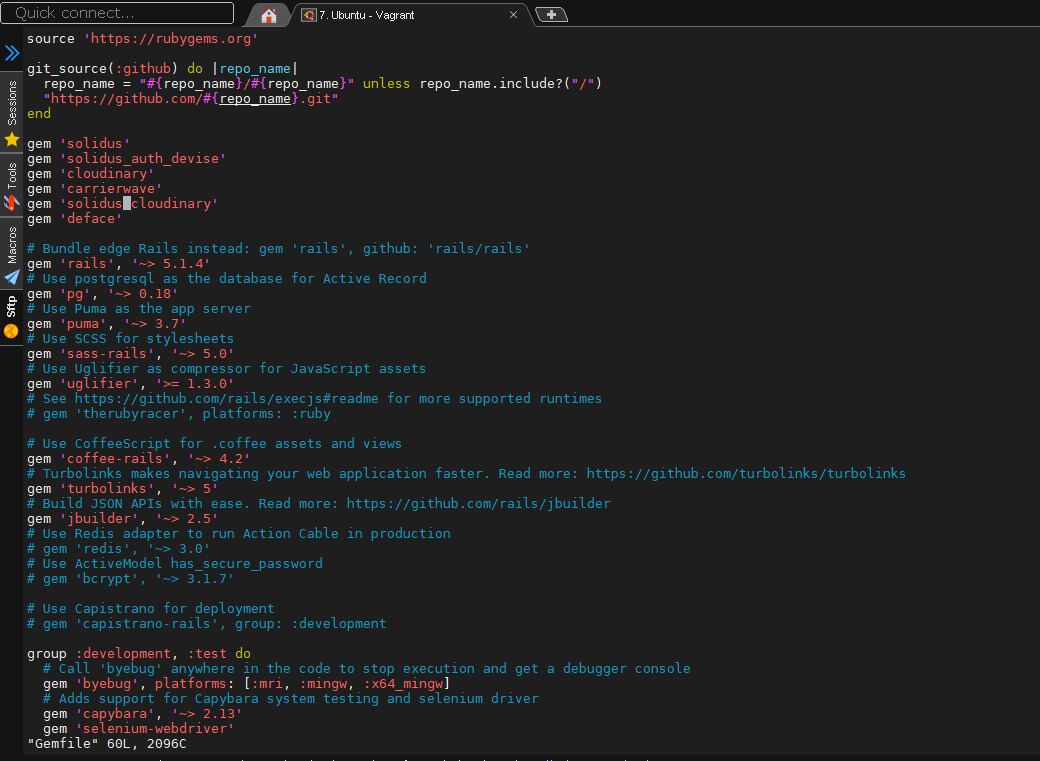 Quick connect...
7. Ubuntu - Vagrant
Sessions
Tools
Macros
Sftp
source 'https://rubygems.org'
git_source(:github) do |repo_name|
  repo_name = "#{repo_name}/#{repo_name}" unless repo_name.include?("/")
  "https://github.com/#{repo_name}.git"
end
gem 'solidus'
gem 'solidus_auth_devise'
gem 'cloudinary'
gem 'carrierwave'
gem 'solidus cloudinary'
gem 'deface'
# Bundle edge Rails instead: gem 'rails', github: 'rails/rails'
gem 'rails', '~> 5.1.4'
# Use postgresql as the database for Active Record
gem 'pg', '~> 0.18'
# Use Puma as the app server
gem 'puma', '~> 3.7'
# Use SCSS for stylesheets
gem 'sass-rails', '~> 5.0'
# Use Uglifier as compressor for JavaScript assets
gem 'uglifier', '>= 1.3.0'
# See https://github.com/rails/execjs#readme for more supported runtimes
# gem 'therubyracer', platforms: :ruby
# Use CoffeeScript for .coffee assets and views
gem 'coffee-rails', '~> 4.2'
# Turbolinks makes navigating your web application faster. Read more: https://github.com/turbolinks/turbolinks
gem 'turbolinks', '~> 5'
# Build JSON APIs with ease. Read more: https://github.com/rails/jbuilder
gem 'jbuilder', '~> 2.5'
# Use Redis adapter to run Action Cable in production
# gem 'redis', '~> 3.0'
# Use ActiveModel has_secure_password
# gem 'bcrypt', '~> 3.1.7'
# Use Capistrano for deployment
# gem 'capistrano-rails', group: :development
group :development, :test do
  # Call 'byebug' anywhere in the code to stop execution and get a debugger console
  gem 'byebug', platforms: [:mri, :mingw, :x64_mingw]
  # Adds support for Capybara system testing and selenium driver
  gem 'capybara', '~> 2.13'
  gem 'selenium-webdriver'
"Gemfile" 60L, 2096C